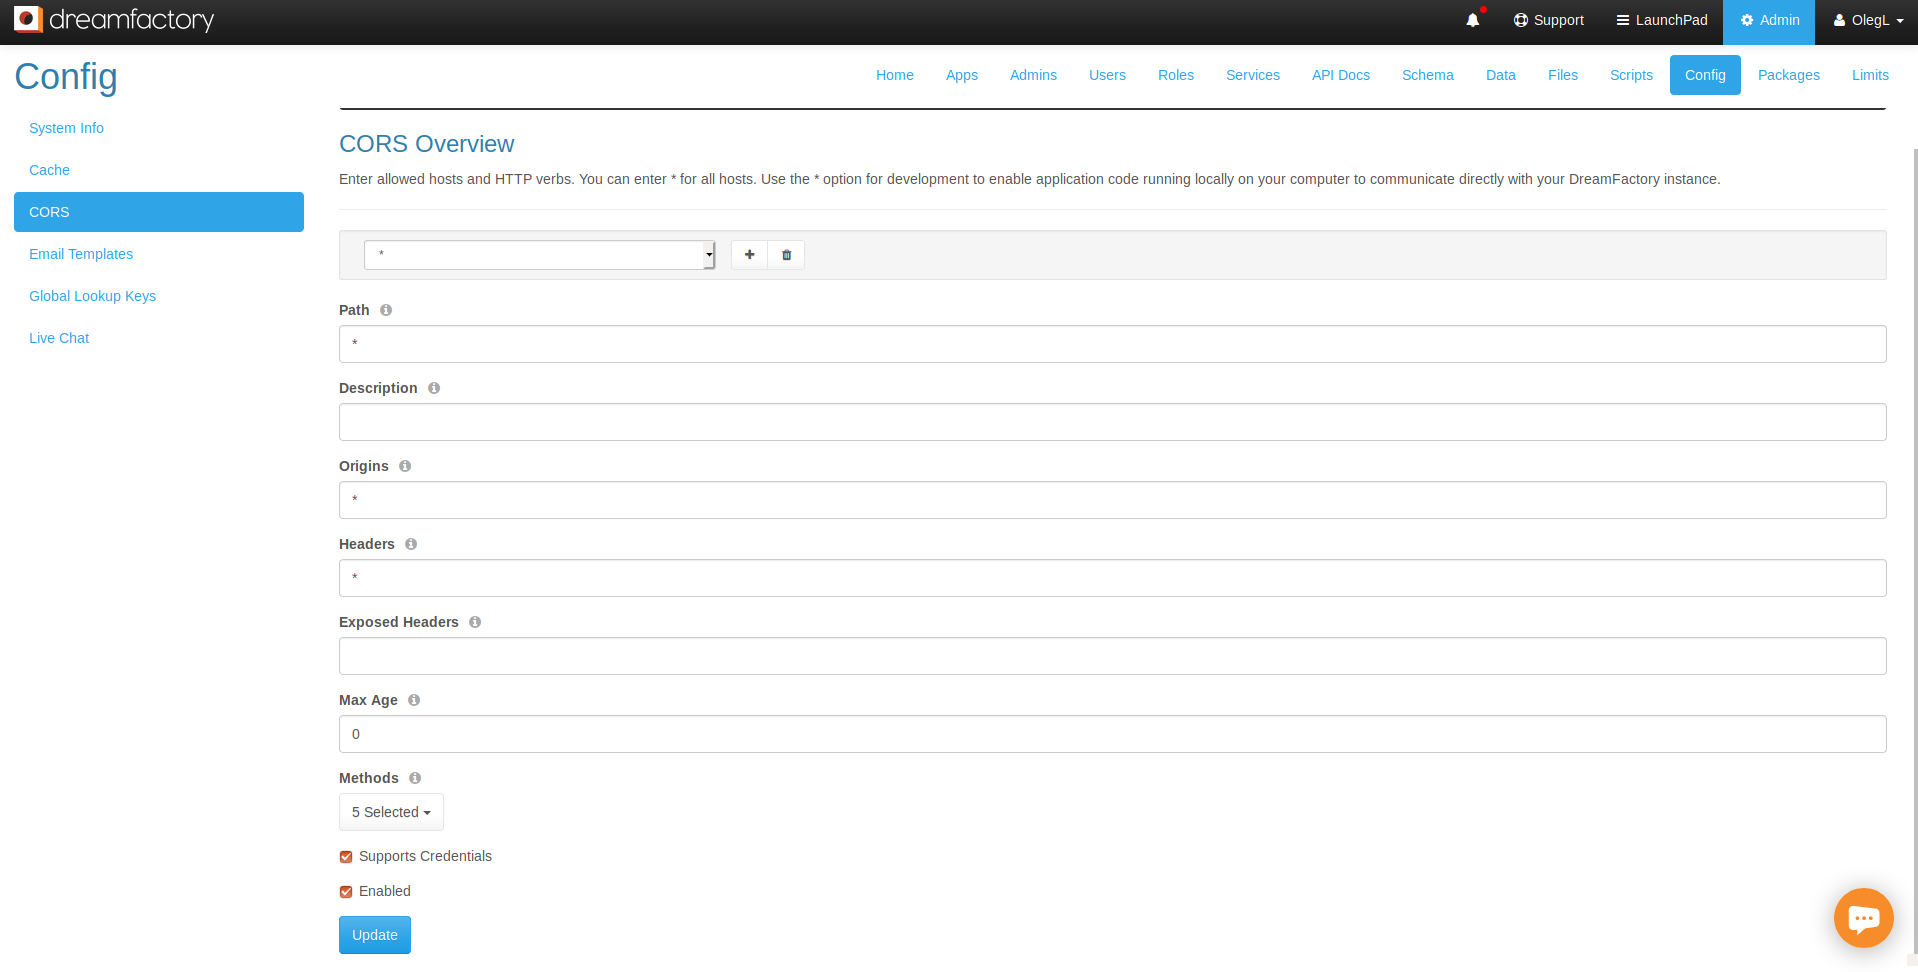 dreamfactory
Support LaunchPad Admin OlegL
Config
Home Apps Admins Users Roles Services API Docs Schema Data Files Scripts Config Packages Limits
System Info
Cache
CORS
Email Templates
Global Lookup Keys
Live Chat
CORS Overview
Enter allowed hosts and HTTP verbs. You can enter * for all hosts. Use the * option for development to enable application code running locally on your computer to communicate directly with your DreamFactory instance.
*
Path
*
Description
Origins
*
Headers
*
Exposed Headers
Max Age
0
Methods
5 Selected
Supports Credentials
Enabled
Update